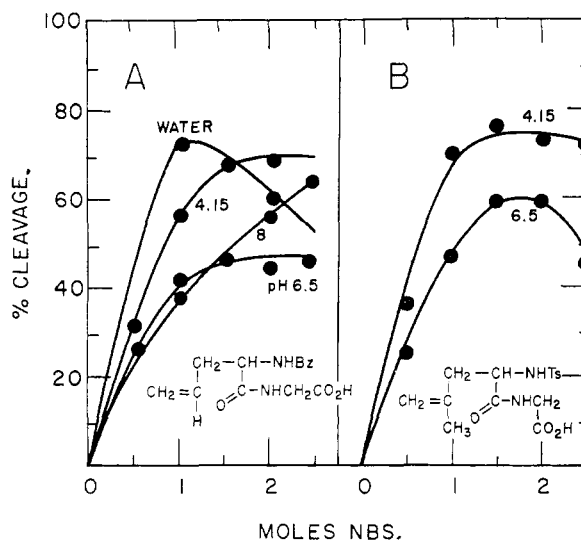 100
80
60
40
20
0
% CLEAVAGE.
A
WATER
4.15
8
pH 6.5
CH₂—CH—NHBz
CH₂=C
C
O
NHCH₂CO₂H
H
0
1
2
B
4.15
6.5
CH₂—CH—NHTs
CH₂=C
C
O
NHCH₂
CH₃
CO₂H
0
1
2
MOLES NBS.